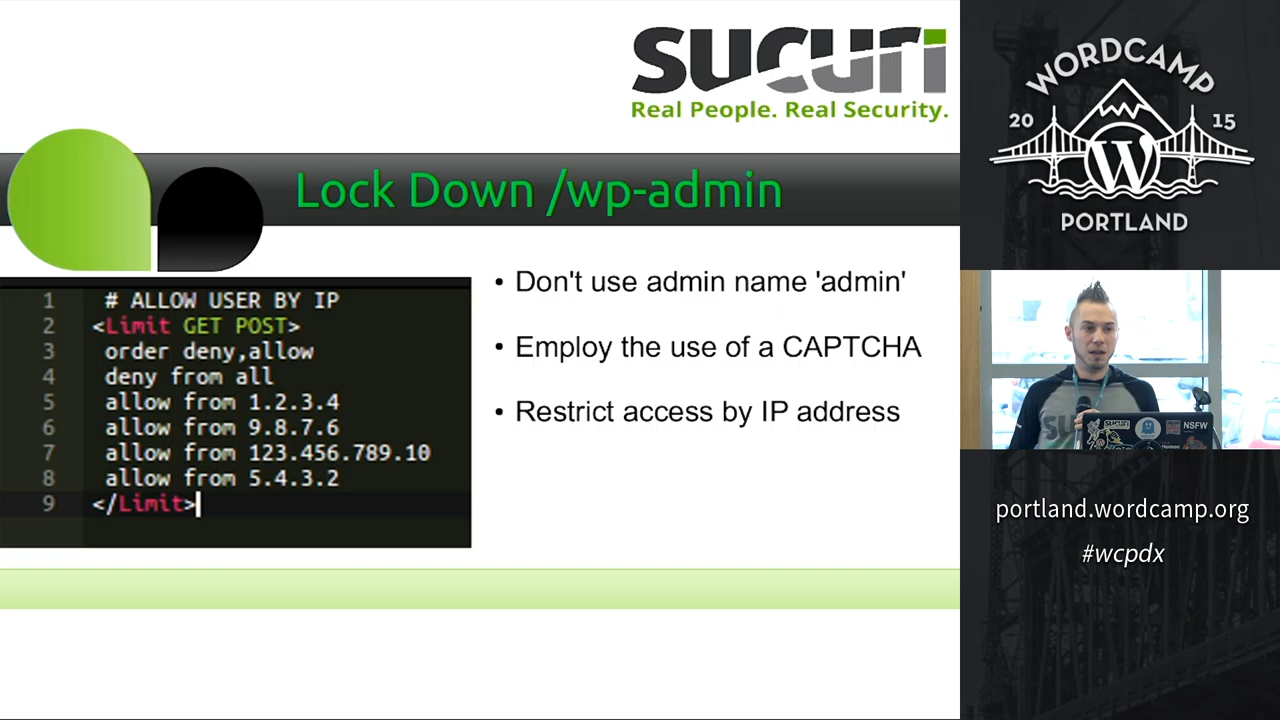 sucuri
Real People. Real Security.
Lock Down /wp-admin
1 # ALLOW USER BY IP
2 <Limit GET POST>
3 order deny,allow
4 deny from all
5 allow from 1.2.3.4
6 allow from 9.8.7.6
7 allow from 123.456.789.10
8 allow from 5.4.3.2
9 </Limit>
• Don't use admin name 'admin'
• Employ the use of a CAPTCHA
• Restrict access by IP address
WORDCAMP
20 15
W
PORTLAND
SUCURI
NSFW
portland.wordcamp.org
#wcpdx